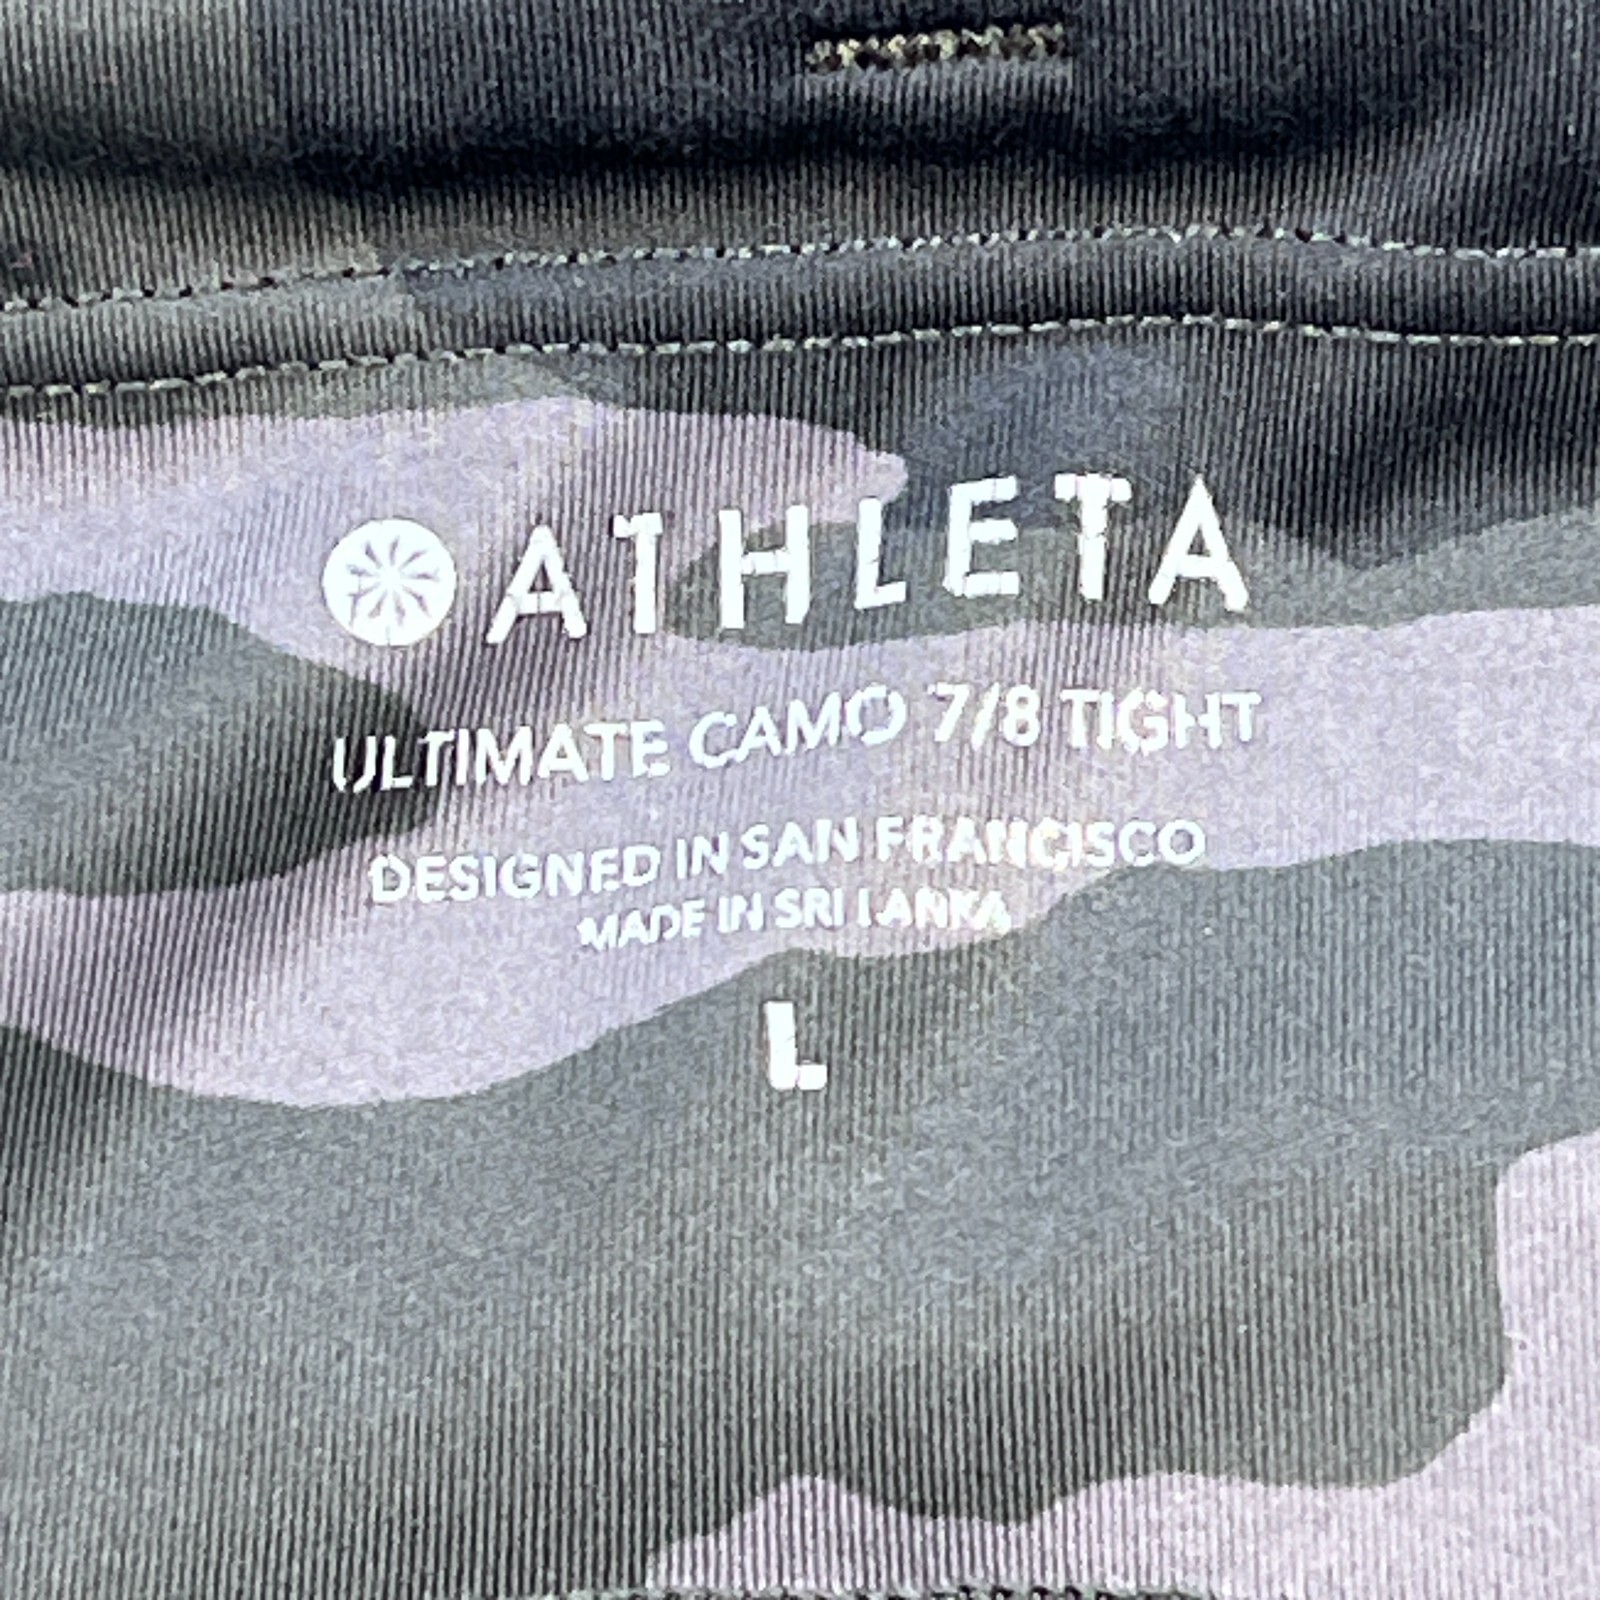 ATHLETA
ULTIMATE CAMO 7/8 TIGHT
DESIGNED IN SAN FRANCISCO
MADE IN SRI LANKA
L